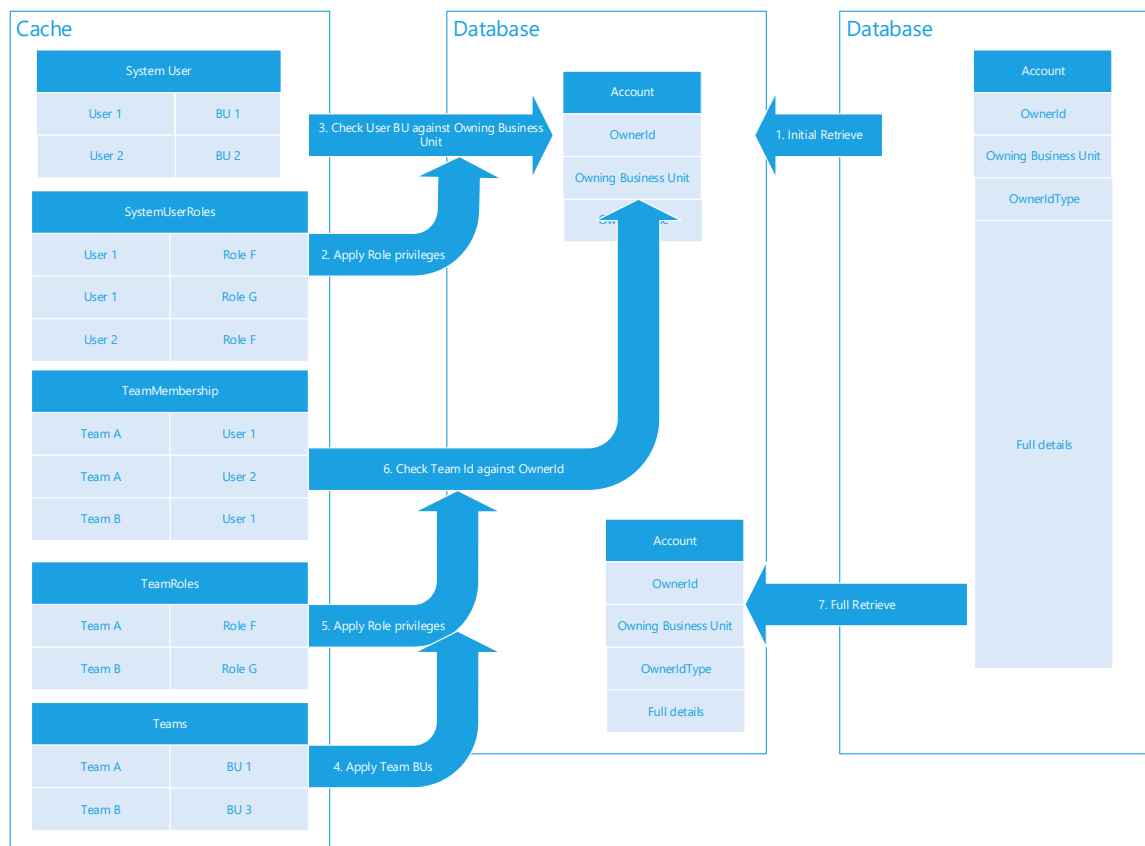 Cache
System User
User 1
BU 1
User 2
BU 2
SystemUserRoles
User 1
Role F
User 1
Role G
User 2
Role F
TeamMembership
Team A
User 1
Team A
User 2
Team B
User 1
TeamRoles
Team A
Role F
Team B
Role G
Teams
Team A
BU 1
Team B
BU 3
3. Check User BU against Owning Business
Unit
2. Apply Role privileges
6. Check Team Id against OwnerId
5. Apply Role privileges
4. Apply Team BUs
Database
Account
OwnerId
Owning Business Unit
Account
OwnerId
Owning Business Unit
OwnerIdType
Full details
1. Initial Retrieve
7. Full Retrieve
Database
Account
OwnerId
Owning Business Unit
OwnerIdType
Full details